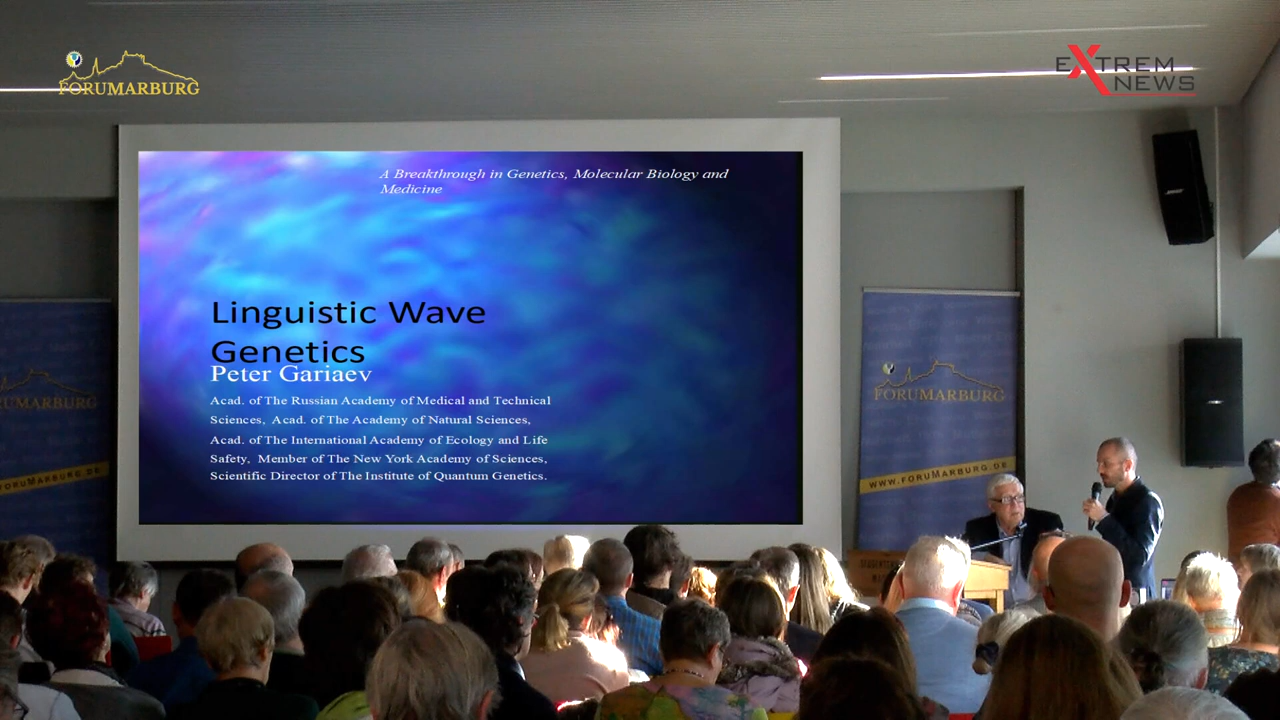 FORUMARBURG
EXTREM
NEWS
A Breakthrough in Genetics, Molecular Biology and
Medicine
Linguistic Wave
Genetics
Peter Gariaev
Acad. of The Russian Academy of Medical and Technical
Sciences, Acad. of The Academy of Natural Sciences,
Acad. of The International Academy of Ecology and Life
Safety, Member of The New York Academy of Sciences,
Scientific Director of The Institute of Quantum Genetics.
FORUMARBURG
WWW.FORUMARBURG.DE
RUMARBURG
FORUMARBURG.DE